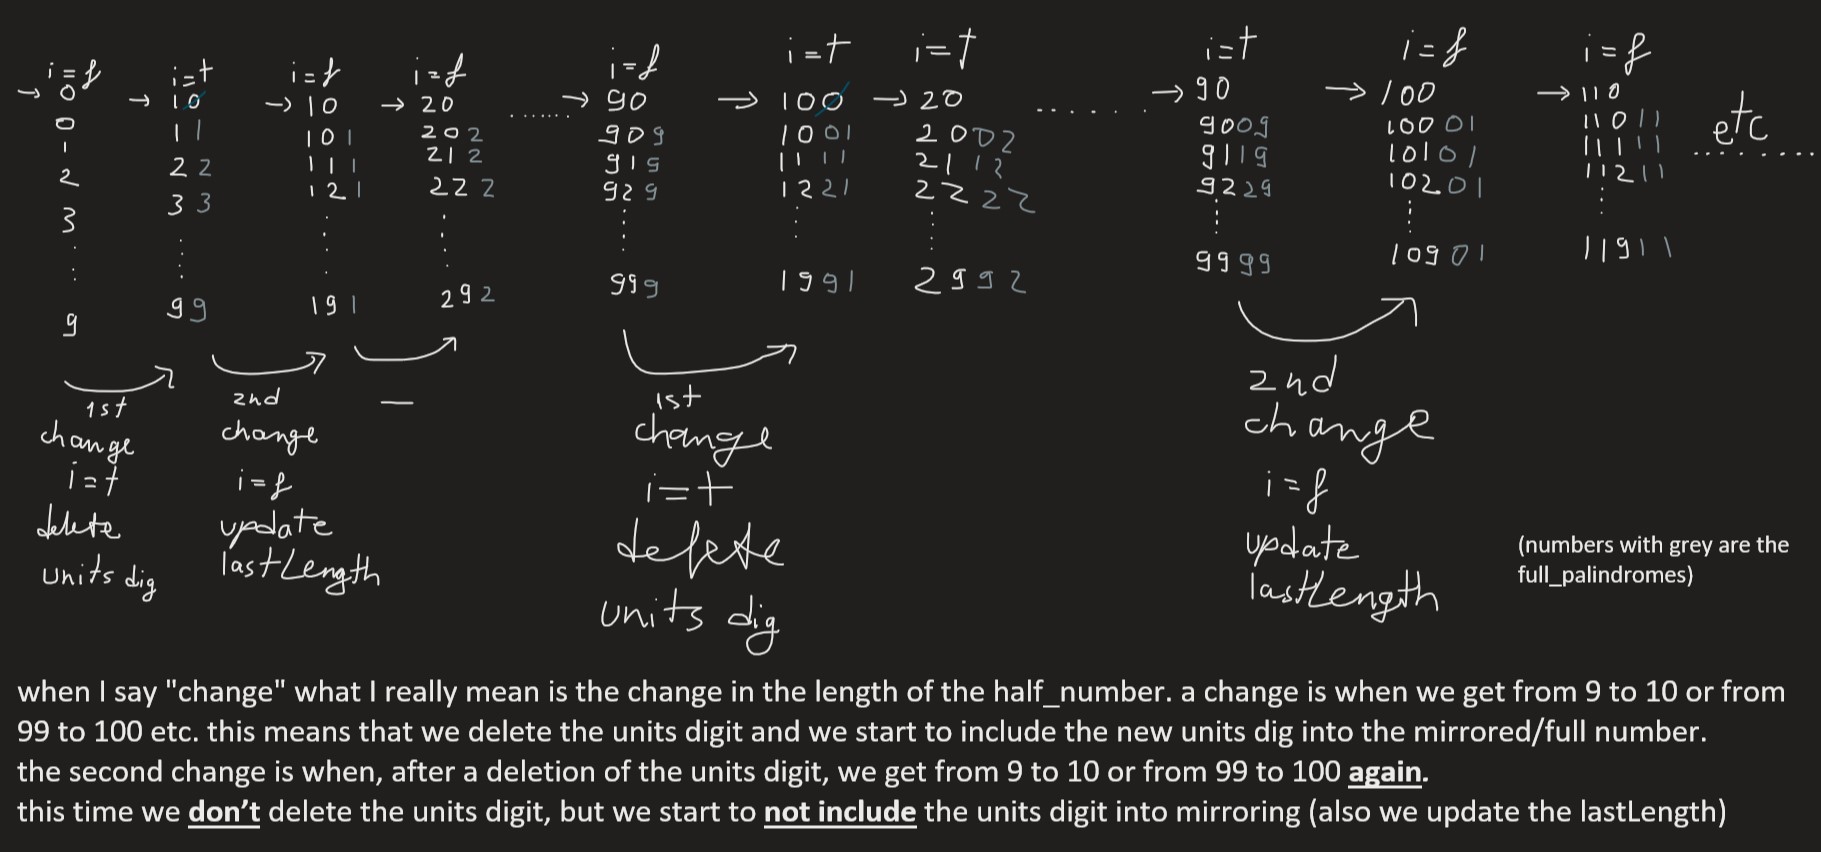 i=f i=t i=f i=f i=f i=t i=t i=t i=f i=f
→ 0 → 10 → 10 → 20 ....... → 90 → 100 → 20 ....... → 90 → 100 → 110
0 11 101 202 909 1001 2002 9009 10001 11011
1 22 111 212 919 1111 2112 9119 10101 11111 etc
2 33 121 222 929 1221 2222 9229 10201 11211
3
9 99 191 292 999 1991 2992 9999 10901 11911
1st change i=t delete units dig
2nd change i=f update lastLength
—
1st change i=t delete units dig
2nd change i=f update lastLength
(numbers with grey are the
full_palindromes)
when I say "change" what I really mean is the change in the length of the half_number. a change is when we get from 9 to 10 or from
99 to 100 etc. this means that we delete the units digit and we start to include the new units dig into the mirrored/full number.
the second change is when, after a deletion of the units digit, we get from 9 to 10 or from 99 to 100 again.
this time we don't delete the units digit, but we start to not include the units digit into mirroring (also we update the lastLength)